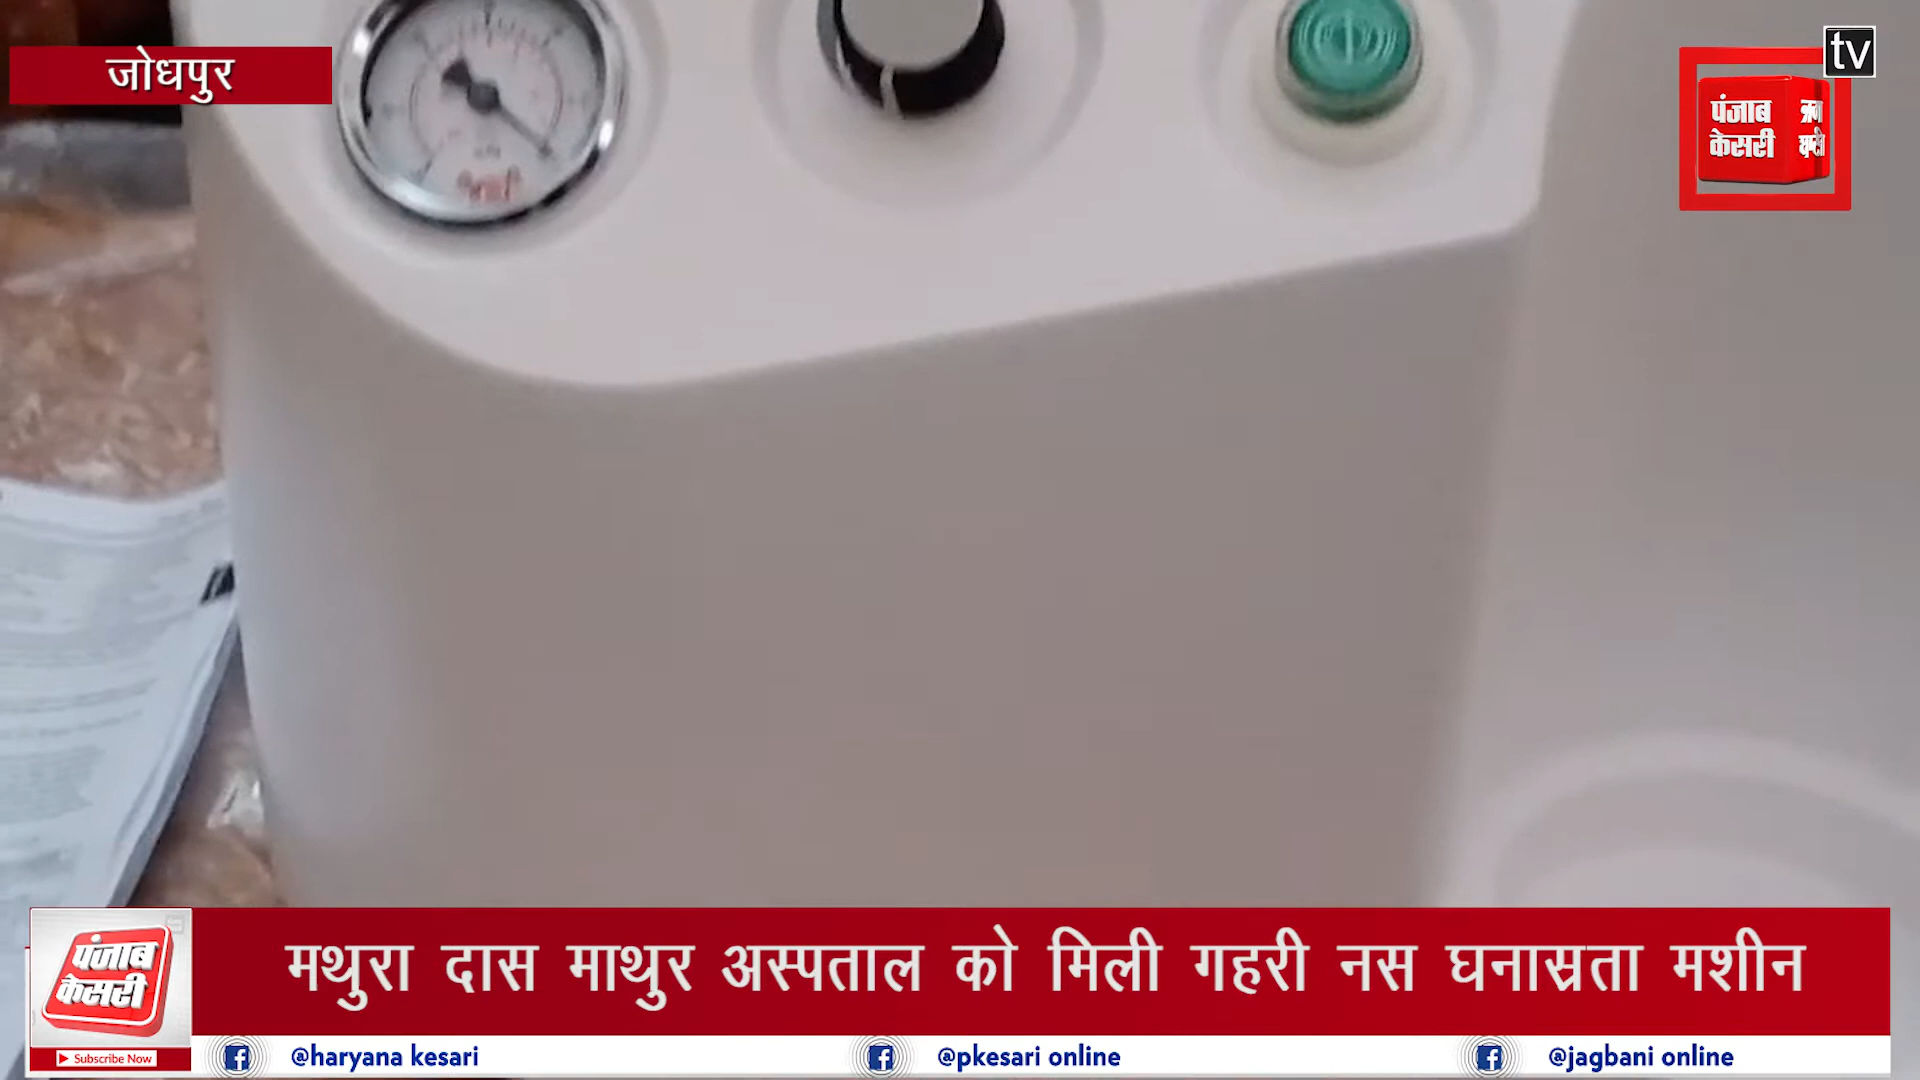 जोधपुर
tv
पंजाब
केसरी
मथुरा दास माथुर अस्पताल को मिली गहरी नस घनास्रता मशीन
पंजाब
केसरी
Subscribe Now
@haryana kesari
@pkesari online
@jagbani online